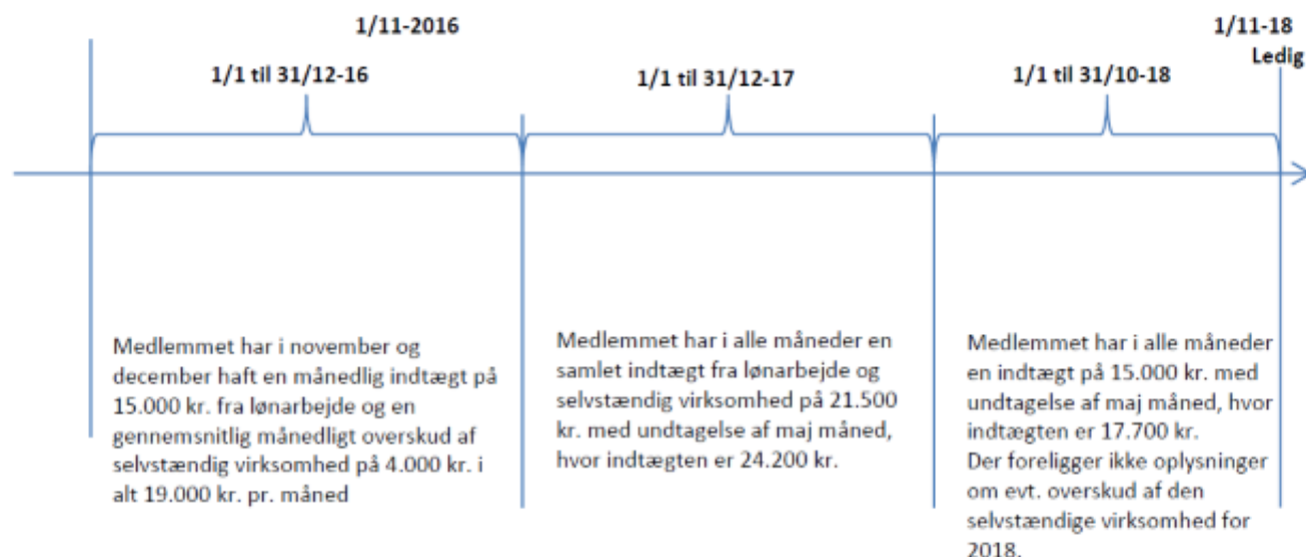 1/11-2016
1/11-18
Ledig
1/1 til 31/12-16
1/1 til 31/12-17
1/1 til 31/10-18
Medlemmet har i november og
december haft en månedlig indtægt på
15.000 kr. fra lønarbejde og en
gennemsnitlig månedligt overskud af
selvstændig virksomhed på 4.000 kr. i
alt 19.000 kr. pr. måned
Medlemmet har i alle måneder en
samlet indtægt fra lønarbejde og
selvstændig virksomhed på 21.500
kr. med undtagelse af maj måned,
hvor indtægten er 24.200 kr.
Medlemmet har i alle måneder
en indtægt på 15.000 kr. med
undtagelse af maj måned, hvor
indtægten er 17.700 kr.
Der foreligger ikke oplysninger
om evt. overskud af den
selvstændige virksomhed for
2018.